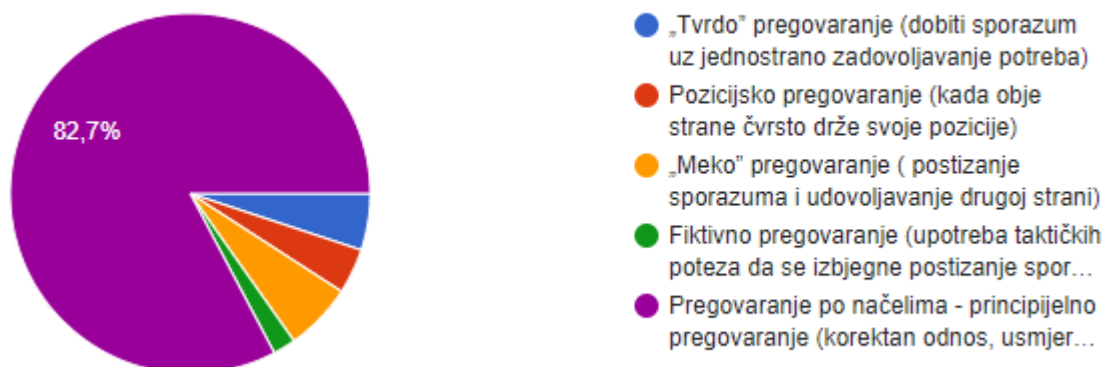 82,7%
„Tvrdo” pregovaranje (dobiti sporazum
uz jednostrano zadovoljavanje potreba)
Pozicijsko pregovaranje (kada obje
strane čvrsto drže svoje pozicije)
„Meko” pregovaranje ( postizanje
sporazuma i udovoljavanje drugoj strani)
Fiktivno pregovaranje (upotreba taktičkih
poteza da se izbjegne postizanje spor...
Pregovaranje po načelima - principijelno
pregovaranje (korektan odnos, usmjer...